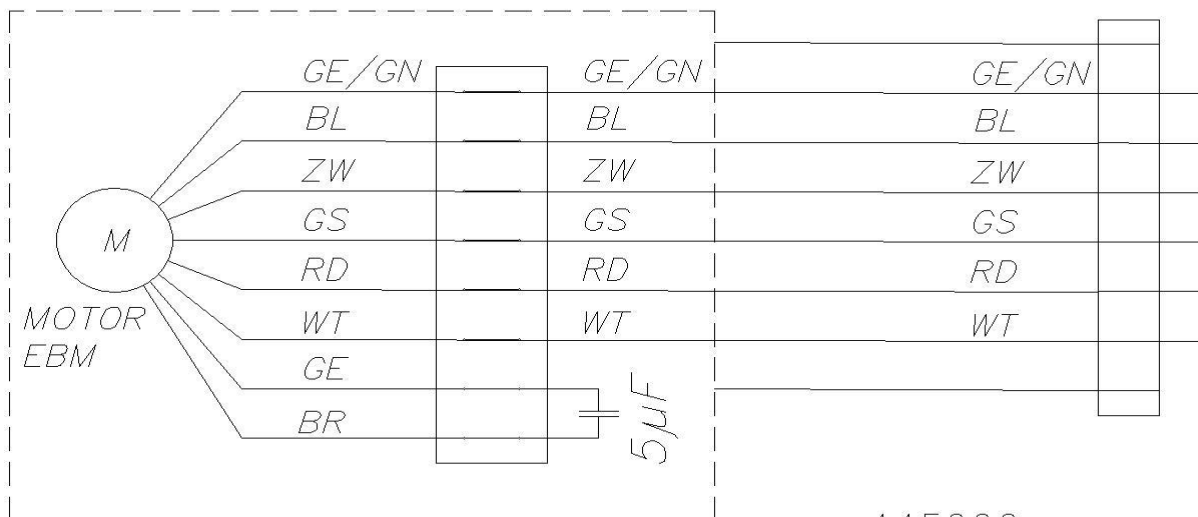 GE/GN GE/GN GE/GN
BL BL BL
ZW ZW ZW
GS GS GS
M
RD RD RD
MOTOR
EBM
WT WT WT
GE
BR
5μF